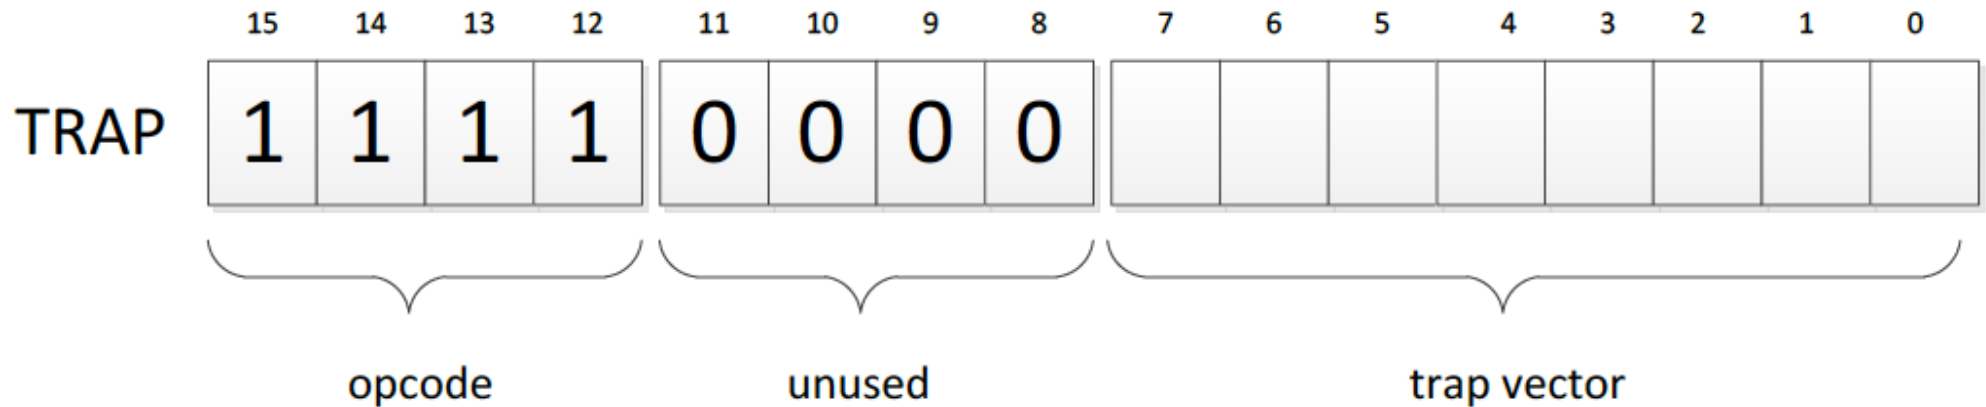 15 14 13 12 11 10 9 8 7 6 5 4 3 2 1 0
TRAP 1 1 1 1 0 0 0 0
opcode unused trap vector